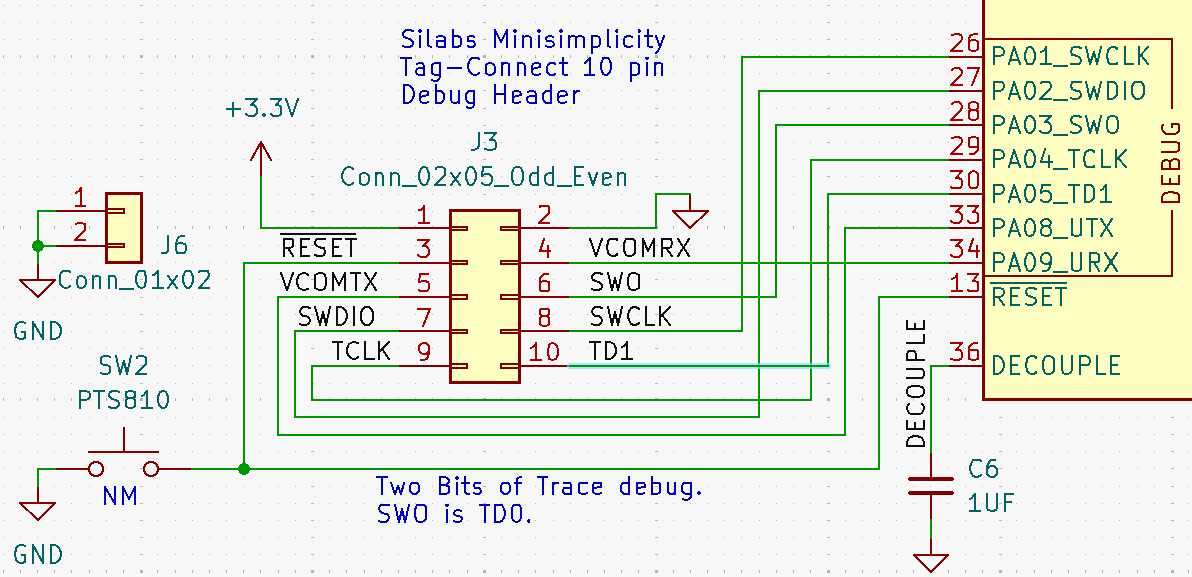 Silabs Minisimplicity
Tag-Connect 10 pin
Debug Header
+3.3V
J3
Conn_02x05_Odd_Even
1
2
RESET
3
4
VCOMRX
VCOMTX
5
6
SWO
SWDIO
7
8
SWCLK
TCLK
9
10
TD1
1
2
J6
Conn_01x02
GND
SW2
PTS810
NM
GND
Two Bits of Trace debug.
SWO is TD0.
26
PA01_SWCLK
27
PA02_SWDIO
28
PA03_SWO
29
PA04_TCLK
30
PA05_TD1
33
PA08_UTX
34
PA09_URX
13
RESET
36
DECOUPLE
DEBUG
DECOUPLE
C6
1UF